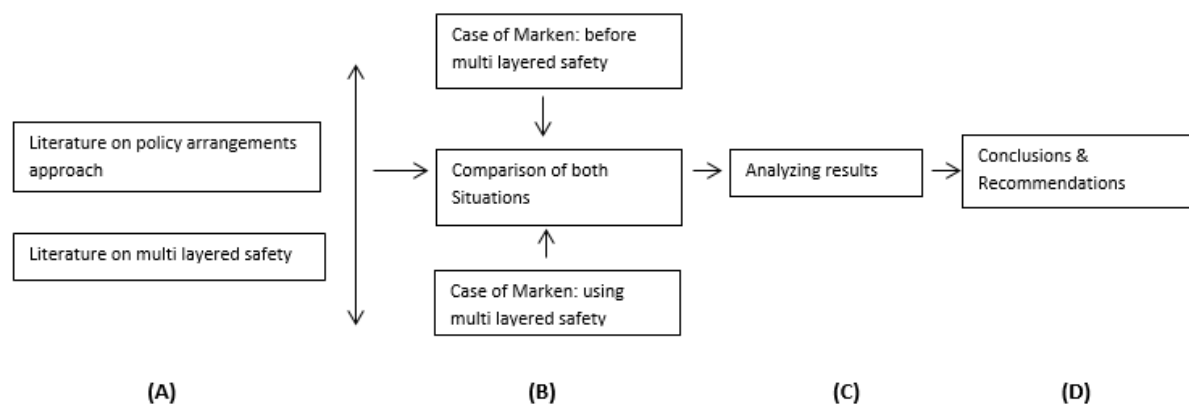 Literature on policy arrangements
approach
Literature on multi layered safety
Case of Marken: before
multi layered safety
Comparison of both
Situations
Case of Marken: using
multi layered safety
Analyzing results
Conclusions &
Recommendations
(A)
(B)
(C)
(D)